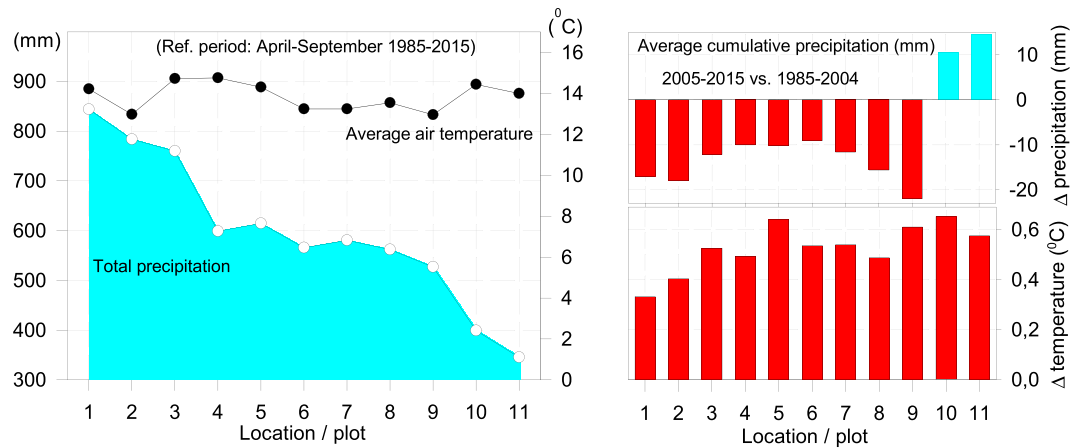 (mm)
(Ref. period: April-September 1985-2015)
(⁰C)
900
800
700
600
500
400
300
16
14
12
10
8
6
4
2
0
Average air temperature
Total precipitation
1 2 3 4 5 6 7 8 9 10 11
Location / plot
Average cumulative precipitation (mm)
2005-2015 vs. 1985-2004
10
0
-10
-20
Δ precipitation (mm)
0,6
0,4
0,2
0,0
Δ temperature (⁰C)
1 2 3 4 5 6 7 8 9 10 11
Location / plot